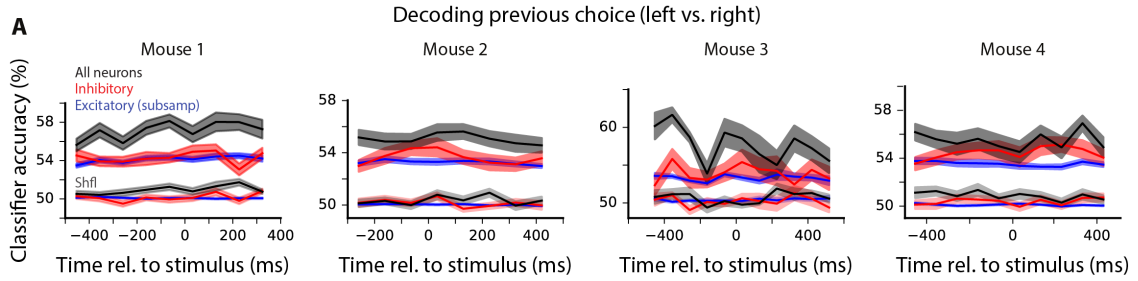 A
Decoding previous choice (left vs. right)
Mouse 1
Mouse 2
Mouse 3
Mouse 4
Classifier accuracy (%)
All neurons
Inhibitory
Excitatory (subsamp)
Shfl
58
54
50
−400 −200 0 200 400
Time rel. to stimulus (ms)
58
54
50
−200 0 200 400
Time rel. to stimulus (ms)
60
50
−400 0 400
Time rel. to stimulus (ms)
58
54
50
−400 −200 0 200 400
Time rel. to stimulus (ms)